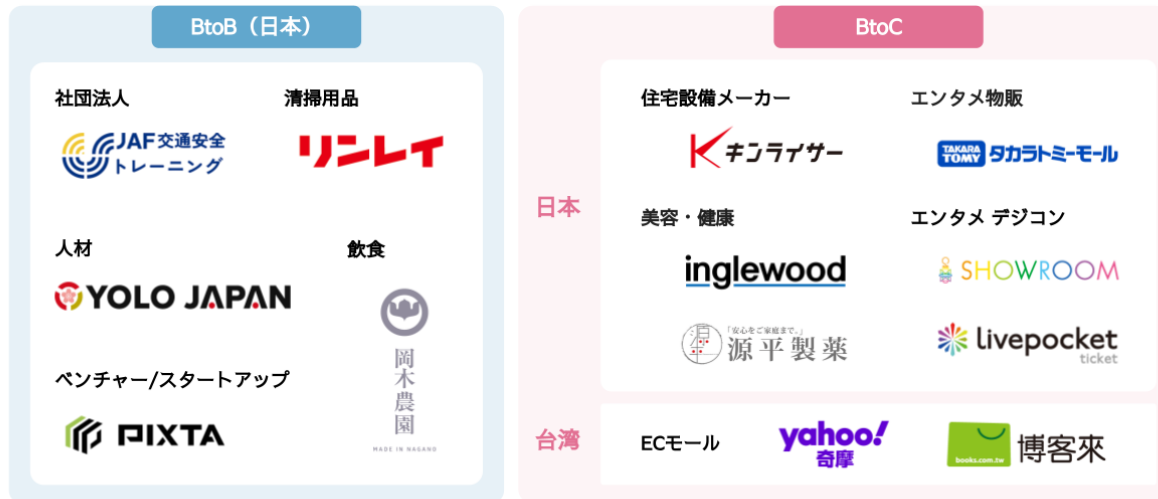 BtoB（日本）
社団法人
JAF交通安全
トレーニング
清掃用品
リンレイ
人材
YOLO JAPAN
飲食
岡木農園
MADE IN NAGANO
ベンチャー/スタートアップ
PIXTA
BtoC
日本
住宅設備メーカー
キンライサー
エンタメ物販
TAKARA
TOMY
タカラトミーモール
美容・健康
inglewood
「安心をご家庭まで。」
源平製薬
エンタメ デジコン
SHOWROOM
livepocket
ticket
台湾
ECモール
yahoo!
奇摩
books.com.tw
博客來